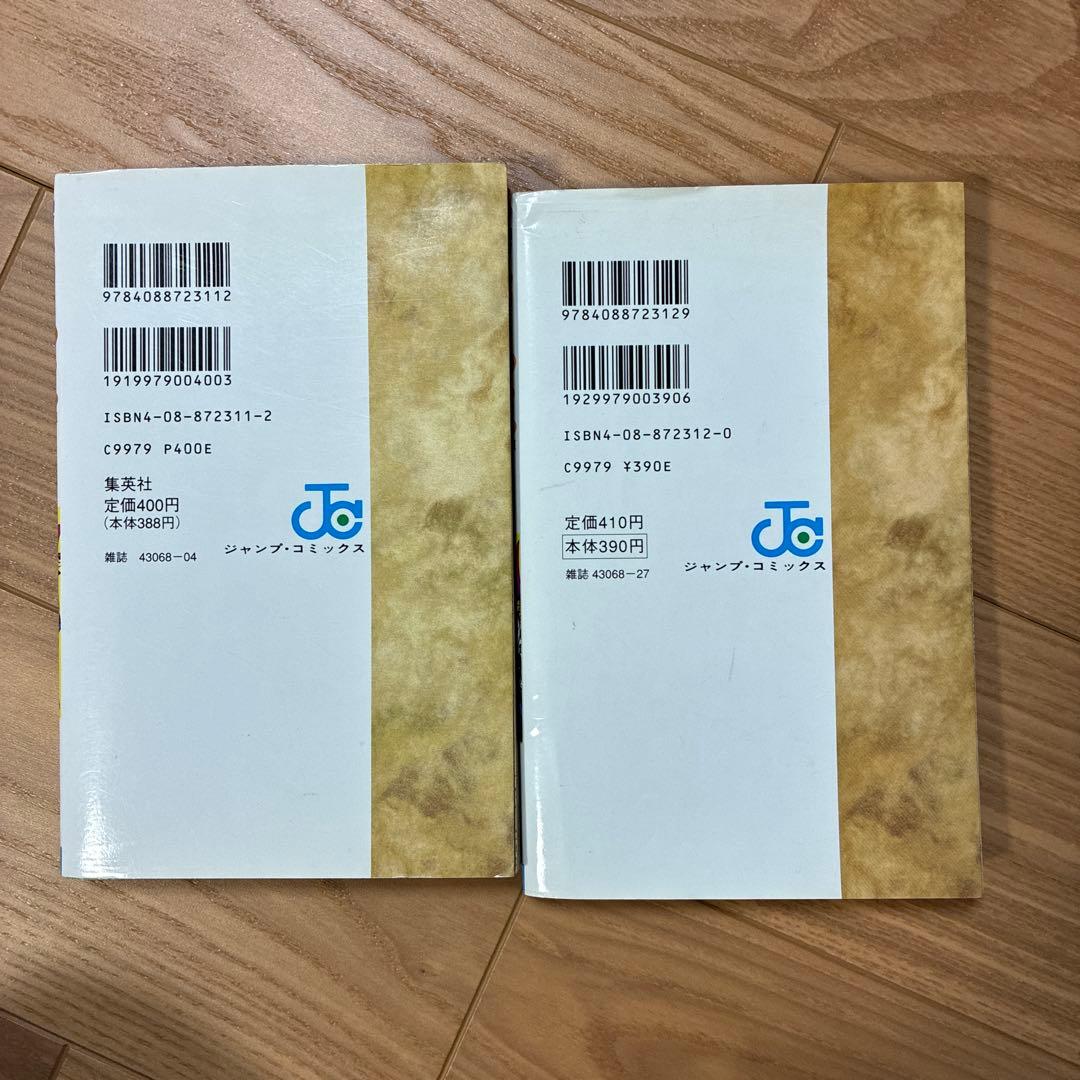 9784088723112
1919979004003
ISBN4-08-872311-2
C9979 P400E
集英社
定価400円
(本体388円)
雑誌 43068-04
JC
ジャンプ・コミックス
9784088723129
1929979003906
ISBN4-08-872312-0
C9979 ¥390E
定価410円
本体390円
雑誌 43068-27
JC
ジャンプ・コミックス